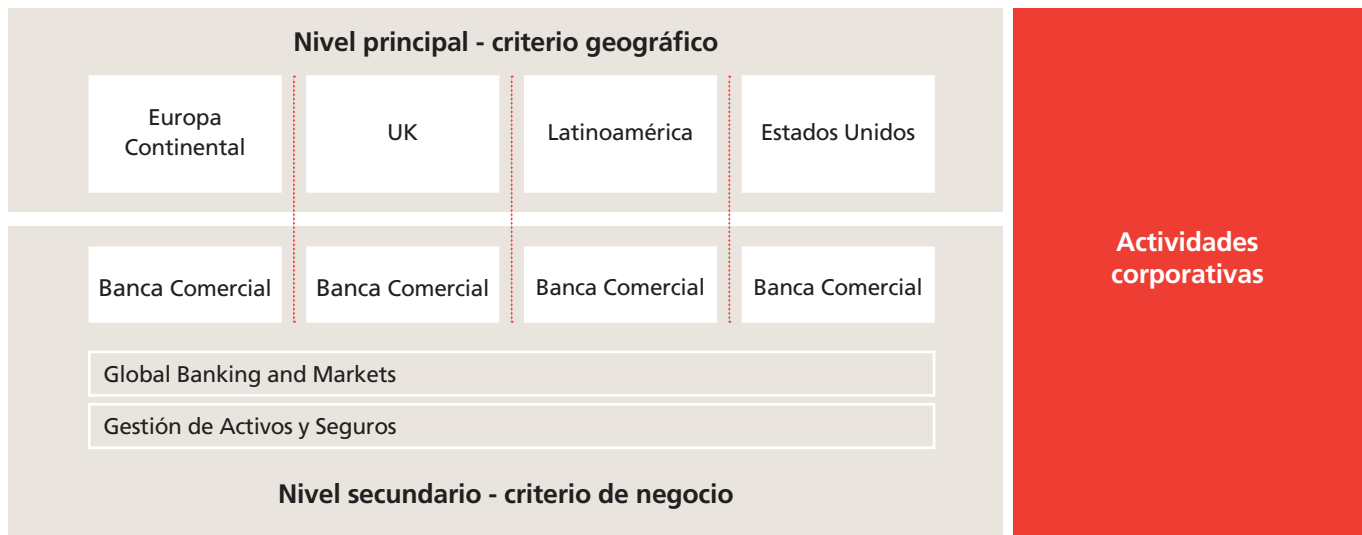 Nivel principal - criterio geográfico
Europa
Continental
UK
Latinoamérica
Estados Unidos
Banca Comercial
Banca Comercial
Banca Comercial
Banca Comercial
Global Banking and Markets
Gestión de Activos y Seguros
Nivel secundario - criterio de negocio
Actividades
corporativas